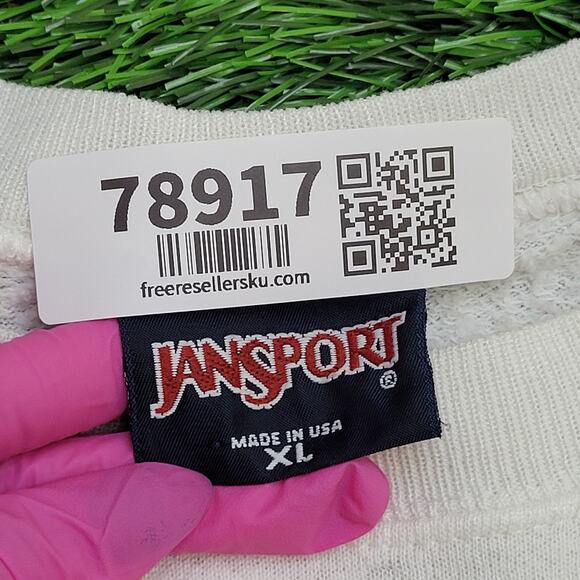 78917
freeresellersku.com
JANSPORT®
MADE IN USA
XL